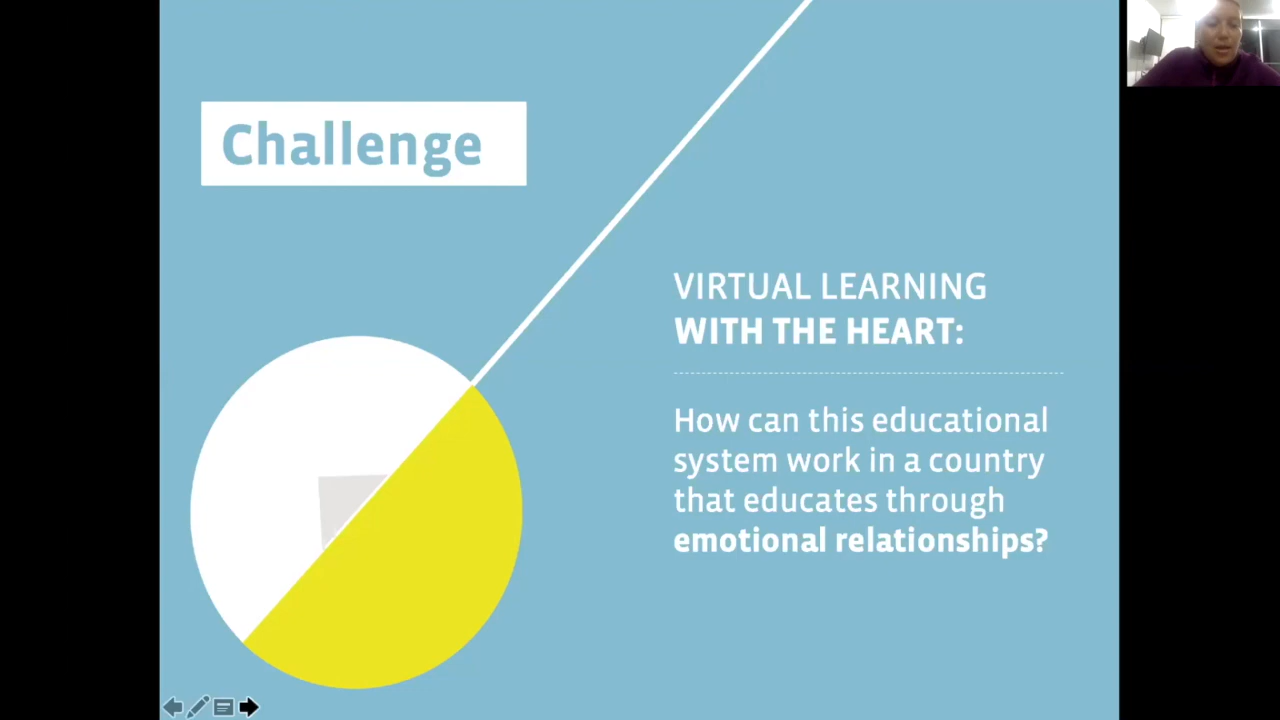 Challenge
VIRTUAL LEARNING
WITH THE HEART:
How can this educational
system work in a country
that educates through
emotional relationships?